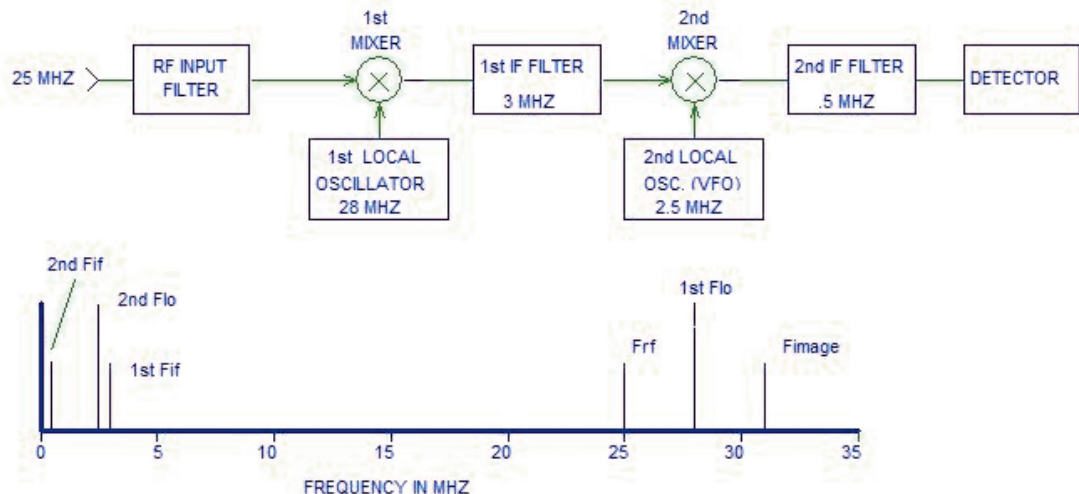 1st
MIXER
2nd
MIXER
25 MHZ
RF INPUT
FILTER
1st IF FILTER
3 MHZ
2nd IF FILTER
.5 MHZ
DETECTOR
1st LOCAL
OSCILLATOR
28 MHZ
2nd LOCAL
OSC. (VFO)
2.5 MHZ
2nd Fif
2nd Flo
1st Fif
1st Flo
Frf
Fimage
0 5 10 15 20 25 30 35
FREQUENCY IN MHZ